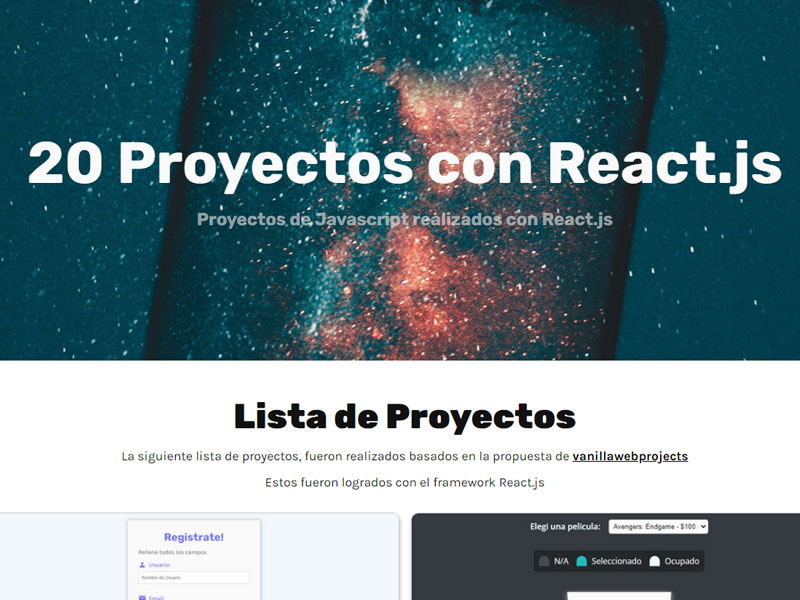 20 Proyectos con React.js
Proyectos de Javascript realizados con React.js
Lista de Proyectos
La siguiente lista de proyectos, fueron realizados basados en la propuesta de vanillawebprojects
Estos fueron logrados con el framework React.js
Registrate!
Rellena todos los campos
Usuario:
Nombre de Usuario
Email:
Elegi una pelicula: Avengers: Endgame - $100
N/A Seleccionado Ocupado